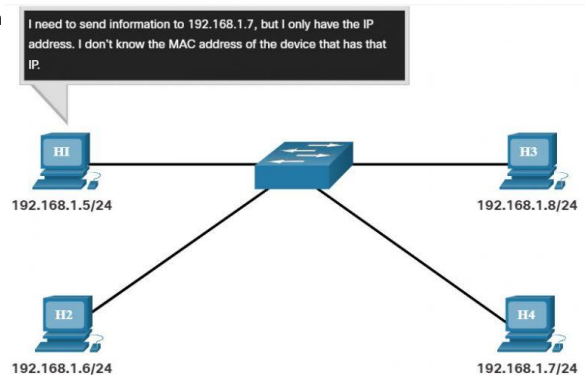 I need to send information to 192.168.1.7, but I only have the IP
address. I don't know the MAC address of the device that has that
IP.
H1
H3
192.168.1.5/24
192.168.1.8/24
H2
H4
192.168.1.6/24
192.168.1.7/24